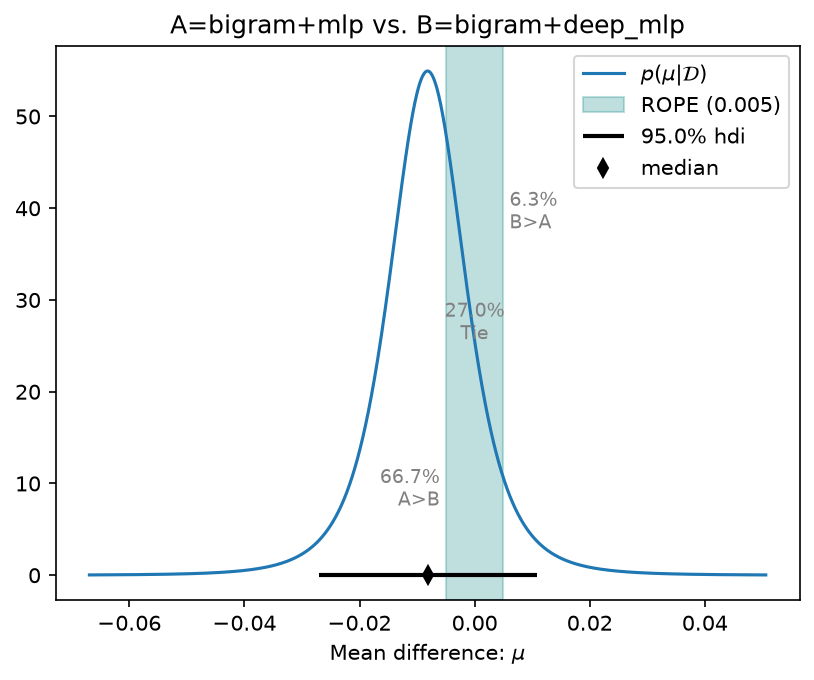 A=bigram+mlp vs. B=bigram+deep_mlp
p(μ|𝒟)
ROPE (0.005)
95.0% hdi
median
50
40
30
20
10
0
6.3%
B>A
27.0%
Tie
66.7%
A>B
−0.06 −0.04 −0.02 0.00 0.02 0.04
Mean difference: μ